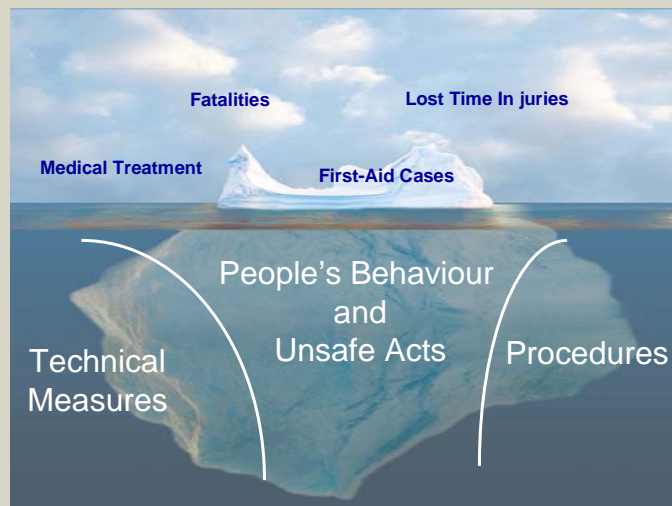 Fatalities
Lost Time In juries
Medical Treatment
First-Aid Cases
People’s Behaviour
and
Unsafe Acts
Technical
Measures
Procedures